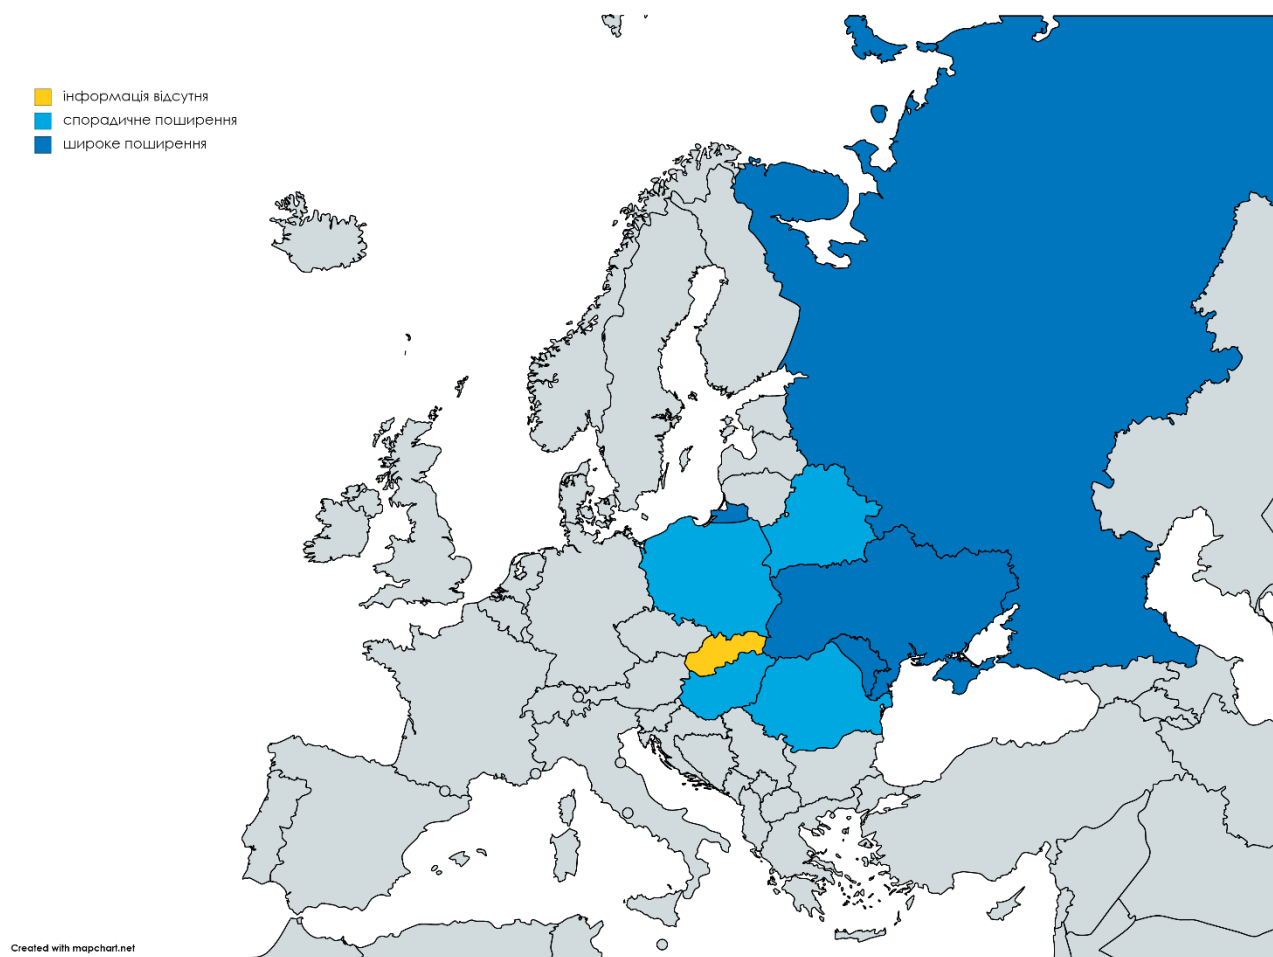 інформація відсутня
спорадичне поширення
широке поширення
Created with mapchart.net